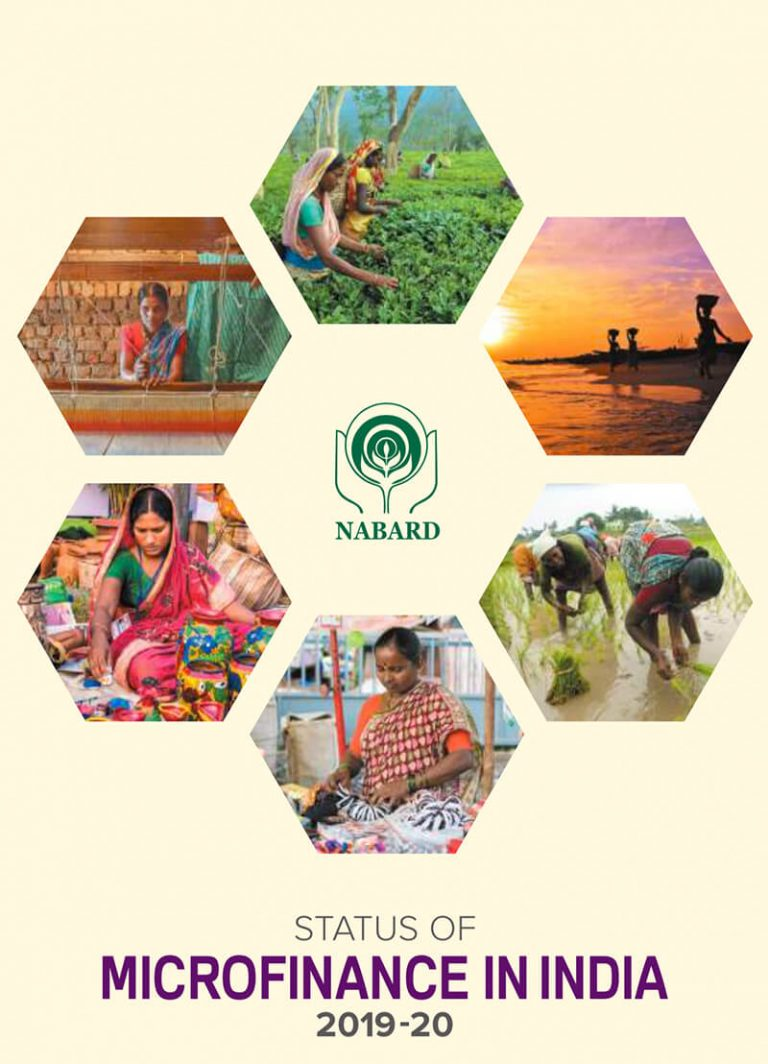 NABARD
STATUS OF
MICROFINANCE IN INDIA
2019-20